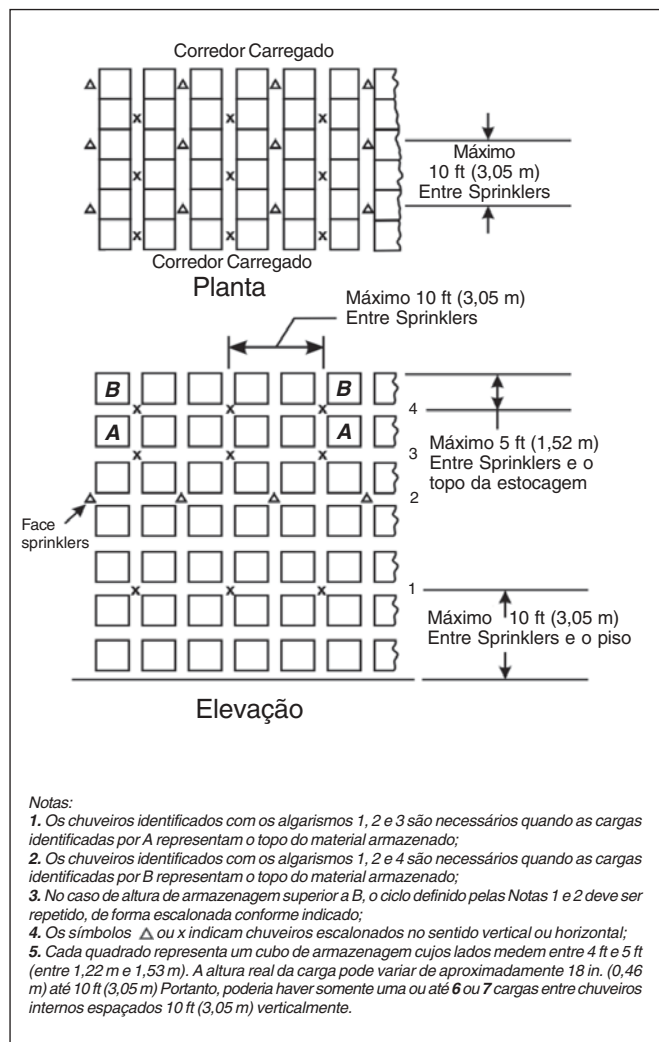 Corredor Carregado
Máximo
10 ft (3,05 m)
Entre Sprinklers
Corredor Carregado
Planta
Máximo 10 ft (3,05 m)
Entre Sprinklers
B
B
4
A
A
3
Máximo 5 ft (1,52 m)
Entre Sprinklers e o
topo da estocagem
2
Face
sprinklers
1
Máximo 10 ft (3,05 m)
Entre Sprinklers e o piso
Elevação
Notas:
1. Os chuveiros identificados com os algarismos 1, 2 e 3 são necessários quando as cargas
identificadas por A representam o topo do material armazenado;
2. Os chuveiros identificados com os algarismos 1, 2 e 4 são necessários quando as cargas
identificadas por B representam o topo do material armazenado;
3. No caso de altura de armazenagem superior a B, o ciclo definido pelas Notas 1 e 2 deve ser
repetido, de forma escalonada conforme indicado;
4. Os símbolos △ ou x indicam chuveiros escalonados no sentido vertical ou horizontal;
5. Cada quadrado representa um cubo de armazenagem cujos lados medem entre 4 ft e 5 ft
(entre 1,22 m e 1,53 m). A altura real da carga pode variar de aproximadamente 18 in. (0,46
m) até 10 ft (3,05 m) Portanto, poderia haver somente uma ou até 6 ou 7 cargas entre chuveiros
internos espaçados 10 ft (3,05 m) verticalmente.